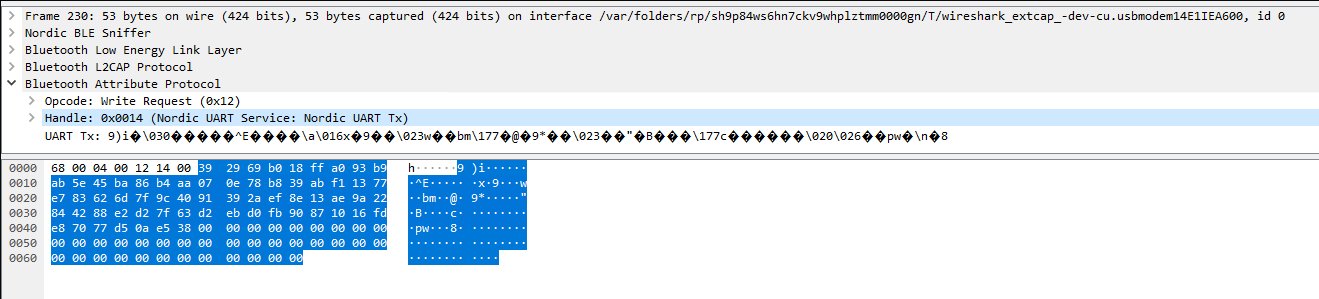 Frame 230: 53 bytes on wire (424 bits), 53 bytes captured (424 bits) on interface /var/folders/rp/sh9p84ws6hn7ckv9whplztmm0000gn/T/wireshark_extcap_-dev-cu.usbmodem14E1IEA600, id 0
Nordic BLE Sniffer
Bluetooth Low Energy Link Layer
Bluetooth L2CAP Protocol
Bluetooth Attribute Protocol
Opcode: Write Request (0x12)
Handle: 0x0014 (Nordic UART Service: Nordic UART Tx)
UART Tx: 9)i�\030�����^E����\a\016x�9��\023w��bm\177�@�9*��\023��"�B���\177c������\020\026��pw�\n�8
0000 68 00 04 00 12 14 00 39 29 69 b0 18 ff a0 93 b9 h······9 )i······
0010 ab 5e 45 ba 86 b4 aa 07 0e 78 b8 39 ab f1 13 77 ·^E····· ·x·9···w
0020 e7 83 62 6d 7f 9c 40 91 39 2a ef 8e 13 ae 9a 22 ··bm··@· 9*·····"
0030 84 42 88 e2 d2 7f 63 d2 eb d0 fb 90 87 10 16 fd ·B····c· ········
0040 e8 70 77 d5 0a e5 38 00 00 00 00 00 00 00 00 00 ·pw···8· ········
0050 00 00 00 00 00 00 00 00 00 00 00 00 00 00 00 00 ········ ········
0060 00 00 00 00 00 00 00 00 00 00 00 00 ········ ····